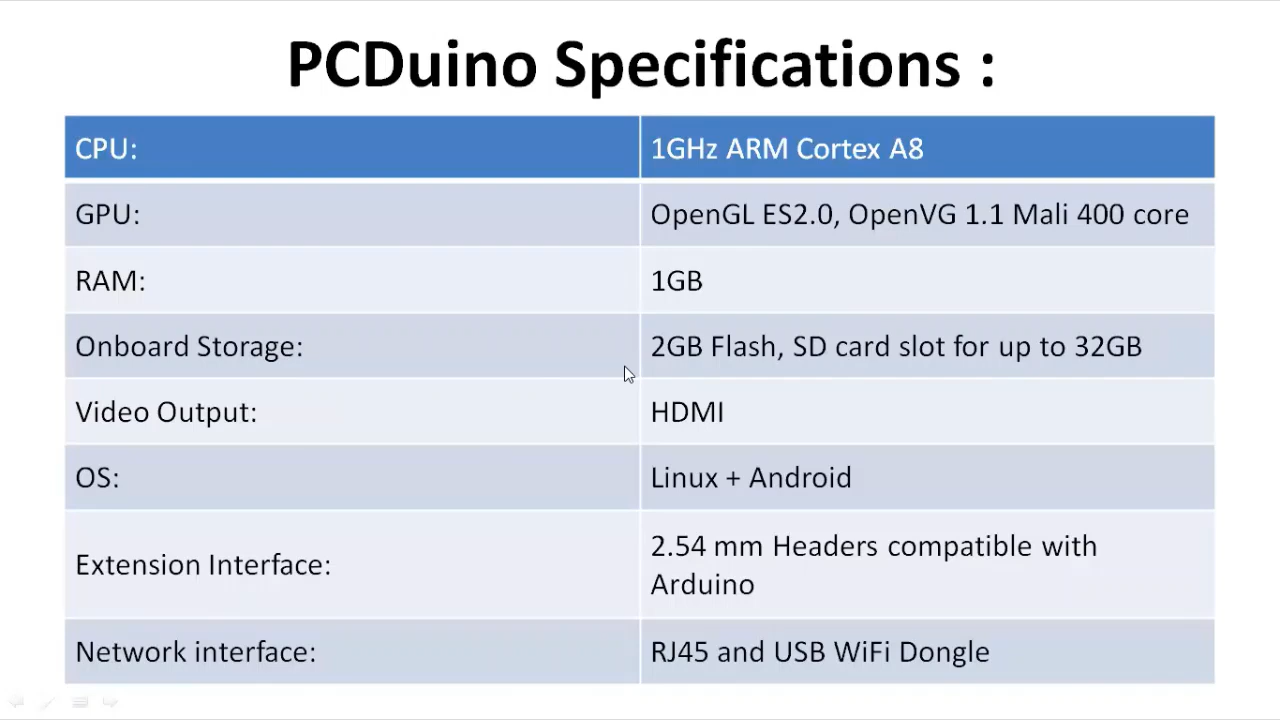 PCDuino Specifications :
CPU: 1GHz ARM Cortex A8
GPU: OpenGL ES2.0, OpenVG 1.1 Mali 400 core
RAM: 1GB
Onboard Storage: 2GB Flash, SD card slot for up to 32GB
Video Output: HDMI
OS: Linux + Android
Extension Interface: 2.54 mm Headers compatible with
Arduino
Network interface: RJ45 and USB WiFi Dongle